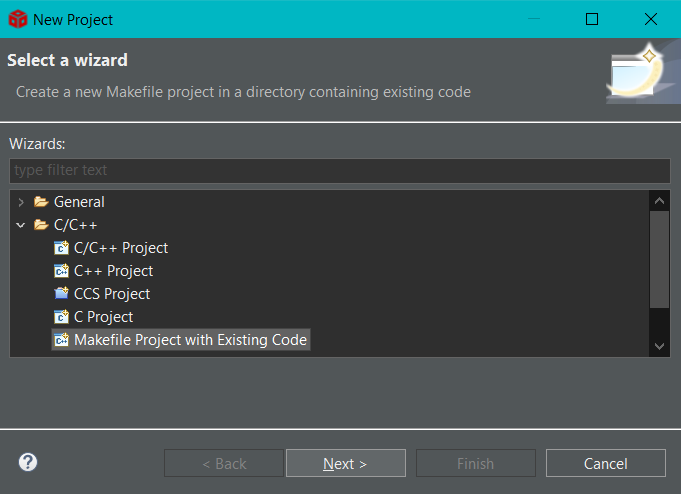 New Project
Select a wizard
Create a new Makefile project in a directory containing existing code
Wizards:
type filter text
General
C/C++
C/C++ Project
C++ Project
CCS Project
C Project
Makefile Project with Existing Code
< Back
Next >
Finish
Cancel